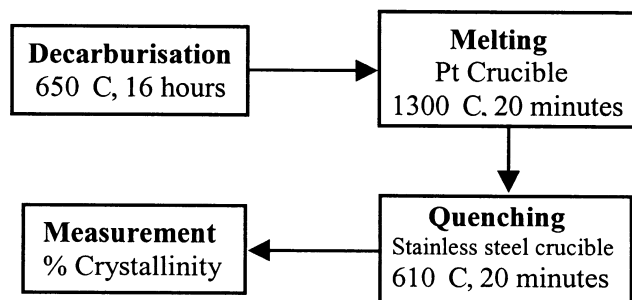 Decarburisation
650 C, 16 hours
Melting
Pt Crucible
1300 C. 20 minutes
Measurement
% Crystallinity
Quenching
Stainless steel crucible
610 C, 20 minutes